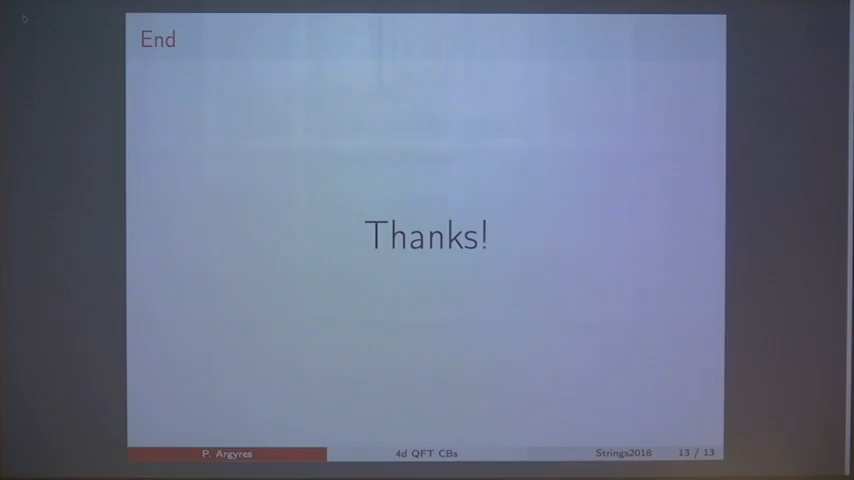 End
Thanks!
P. Argyres
4d QFT CBs
Strings2018 13 / 13